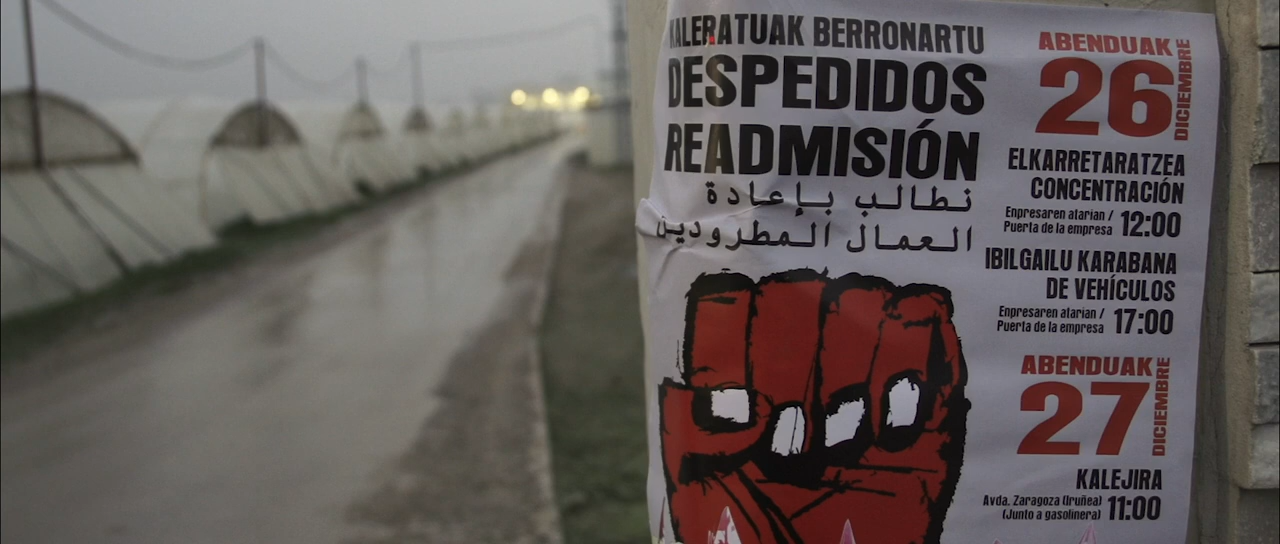 KALERATUAK BERRONARTU
DESPEDIDOS
READMISIÓN
نطالب بإعادة
العمال المطرودين
ABENDUAK
26
DICIEMBRE
ELKARRETARATZEA
CONCENTRACIÓN
Enpresaren atarian /
Puerta de la empresa
12:00
IBILGAILU KARABANA
DE VEHÍCULOS
Enpresaren atarian /
Puerta de la empresa
17:00
ABENDUAK
27
DICIEMBRE
KALEJIRA
Avda. Zaragoza (Iruñea)
(Junto a gasolinera)
11:00